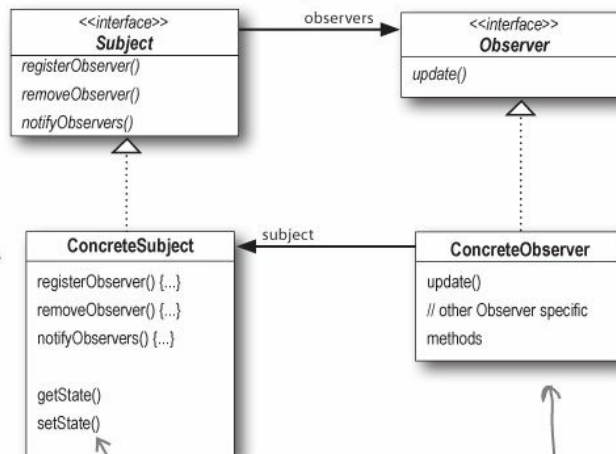 <<interface>>
Subject
registerObserver()
removeObserver()
notifyObservers()
observers
<<interface>>
Observer
update()
ConcreteSubject
registerObserver() {...}
removeObserver() {...}
notifyObservers() {...}
getState()
setState()
subject
ConcreteObserver
update()
// other Observer specific
methods